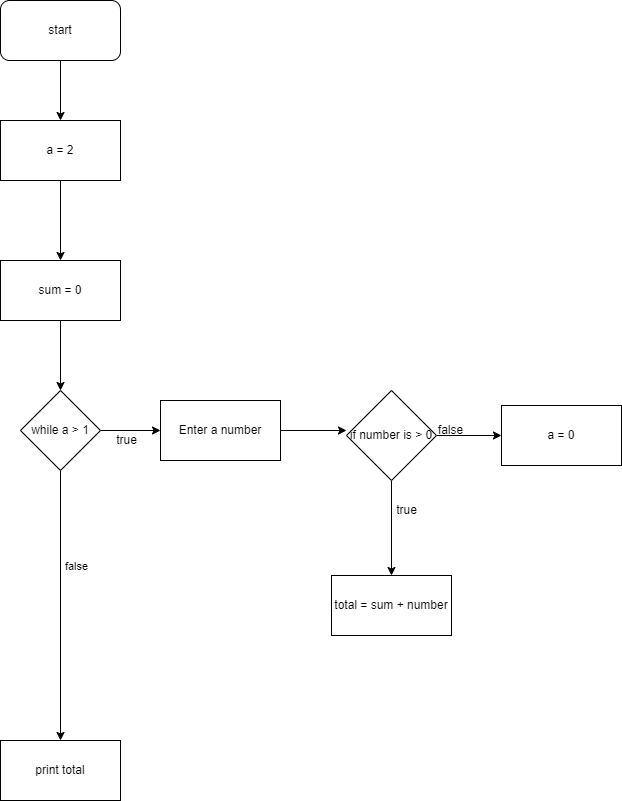 start
a = 2
sum = 0
while a > 1
true
Enter a number
if number is > 0
false
a = 0
true
total = sum + number
false
print total